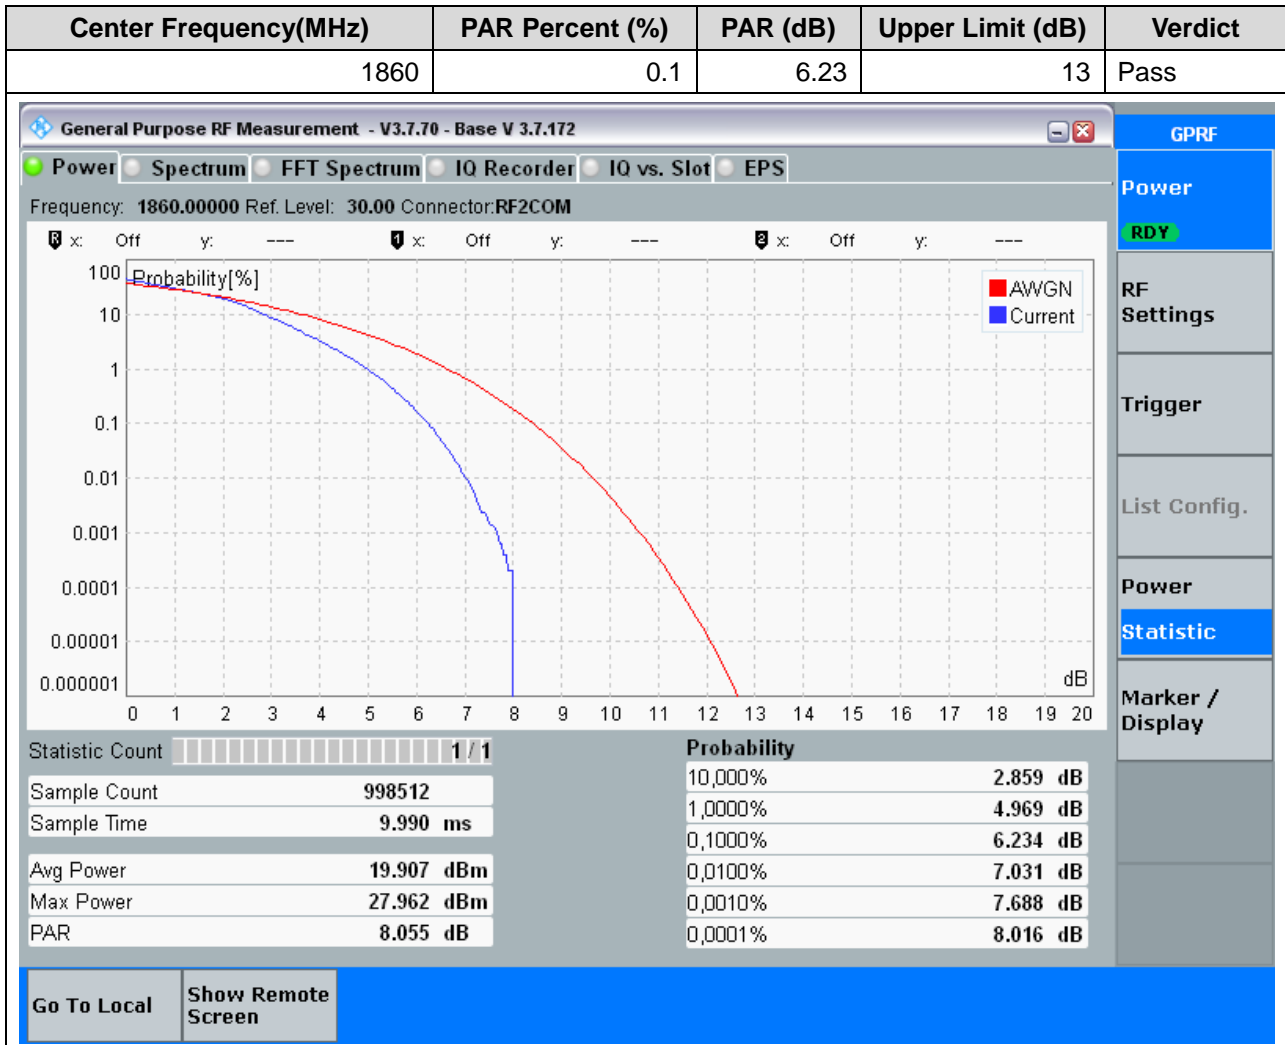 Center Frequency(MHz) PAR Percent (%) PAR (dB) Upper Limit (dB) Verdict
1860 0.1 6.23 13 Pass
General Purpose RF Measurement - V3.7.70 - Base V 3.7.172
GPRF
Power Spectrum FFT Spectrum IQ Recorder IQ vs. Slot EPS
Frequency: 1860.00000 Ref. Level: 30.00 Connector:RF2COM
R x: Off y: --- 1 x: Off y: --- 2 x: Off y: ---
Probability[%]
AWGN
Current
100
10
1
0.1
0.01
0.001
0.0001
0.00001
0.000001
dB
0 1 2 3 4 5 6 7 8 9 10 11 12 13 14 15 16 17 18 19 20
Power
RDY
RF
Settings
Trigger
List Config.
Power
Statistic
Marker /
Display
Statistic Count 1 / 1
Sample Count 998512
Sample Time 9.990 ms
Avg Power 19.907 dBm
Max Power 27.962 dBm
PAR 8.055 dB
Probability
10,000% 2.859 dB
1,0000% 4.969 dB
0,1000% 6.234 dB
0,0100% 7.031 dB
0,0010% 7.688 dB
0,0001% 8.016 dB
Go To Local
Show Remote
Screen